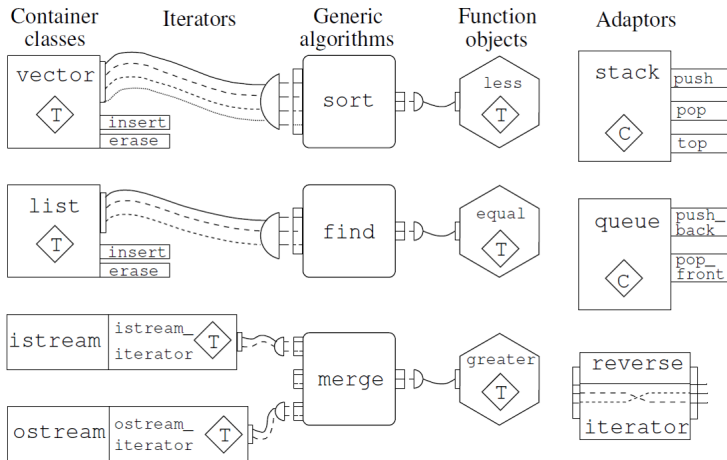 Container classes
Iterators
Generic algorithms
Function objects
Adaptors
vector
T
insert
erase
sort
less
T
stack
C
push
pop
top
list
T
insert
erase
find
equal
T
queue
C
push_
back
pop_
front
istream
istream_
iterator
T
merge
greater
T
ostream
ostream_
iterator
T
reverse
iterator